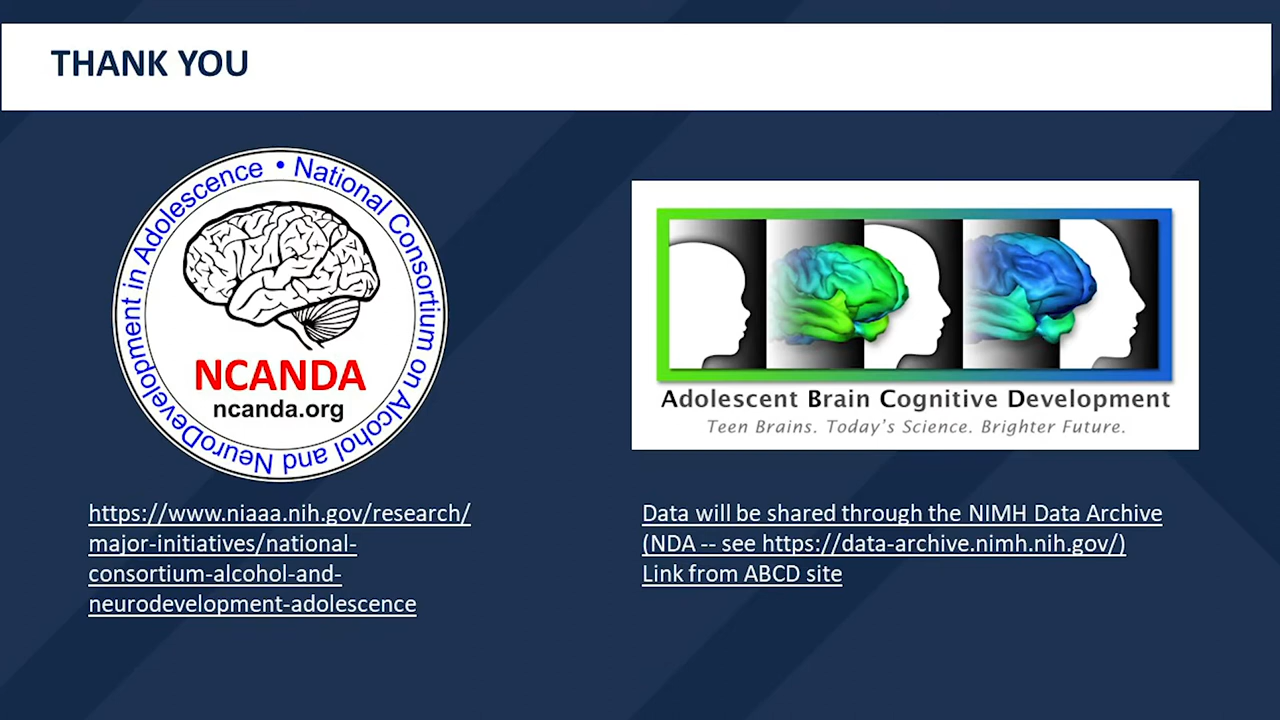 THANK YOU
National Consortium on Alcohol and NeuroDevelopment in Adolescence •
NCANDA
ncanda.org
https://www.niaaa.nih.gov/research/
major-initiatives/national-
consortium-alcohol-and-
neurodevelopment-adolescence
Adolescent Brain Cognitive Development
Teen Brains. Today's Science. Brighter Future.
Data will be shared through the NIMH Data Archive
(NDA -- see https://data-archive.nimh.nih.gov/)
Link from ABCD site